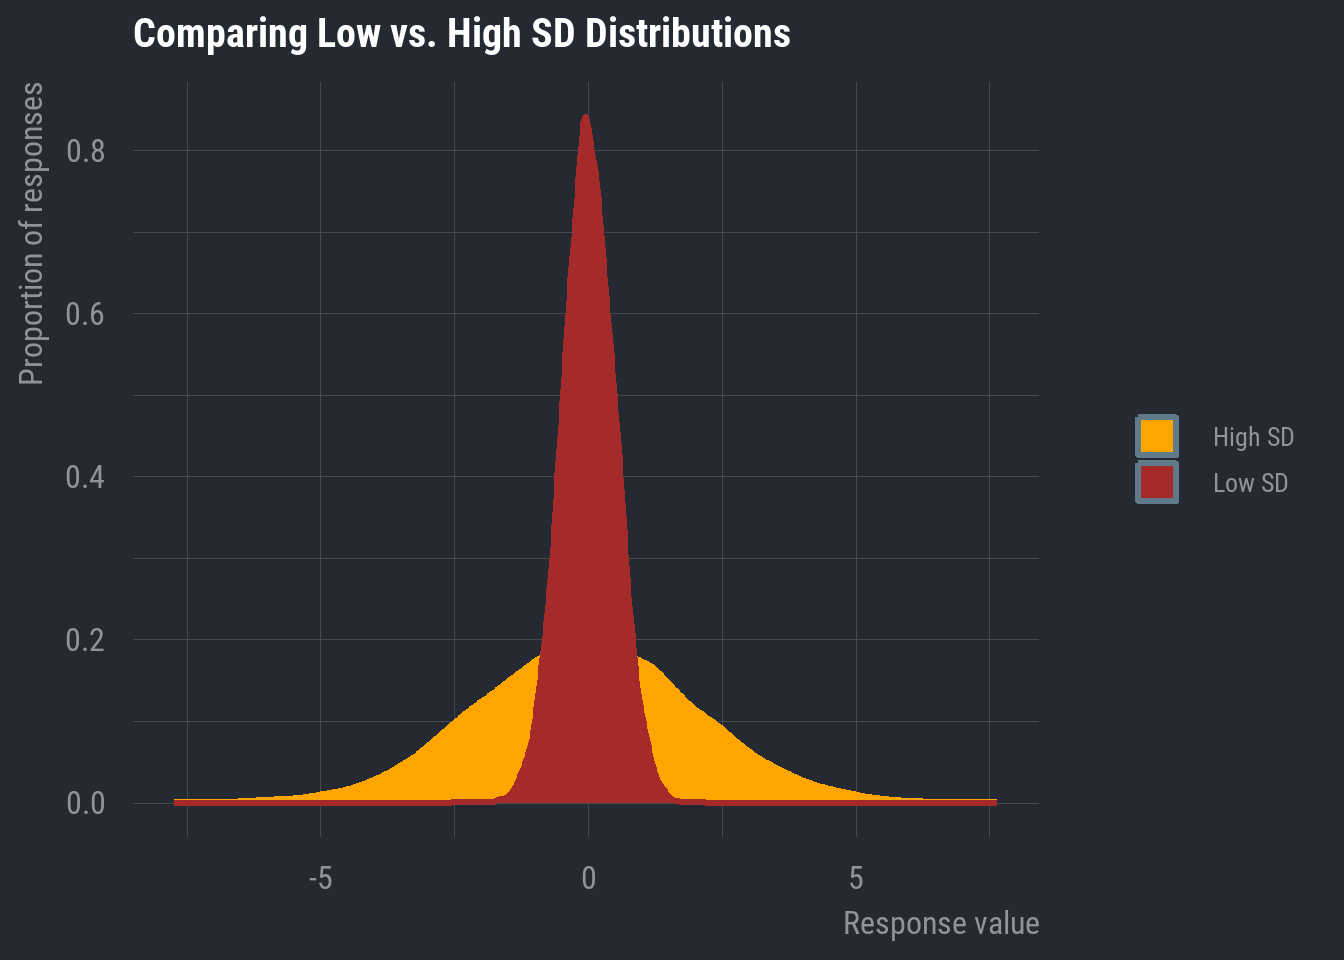 Comparing Low vs. High SD Distributions
Proportion of responses
0.8
0.6
0.4
0.2
0.0
-5
0
5
Response value
High SD
Low SD